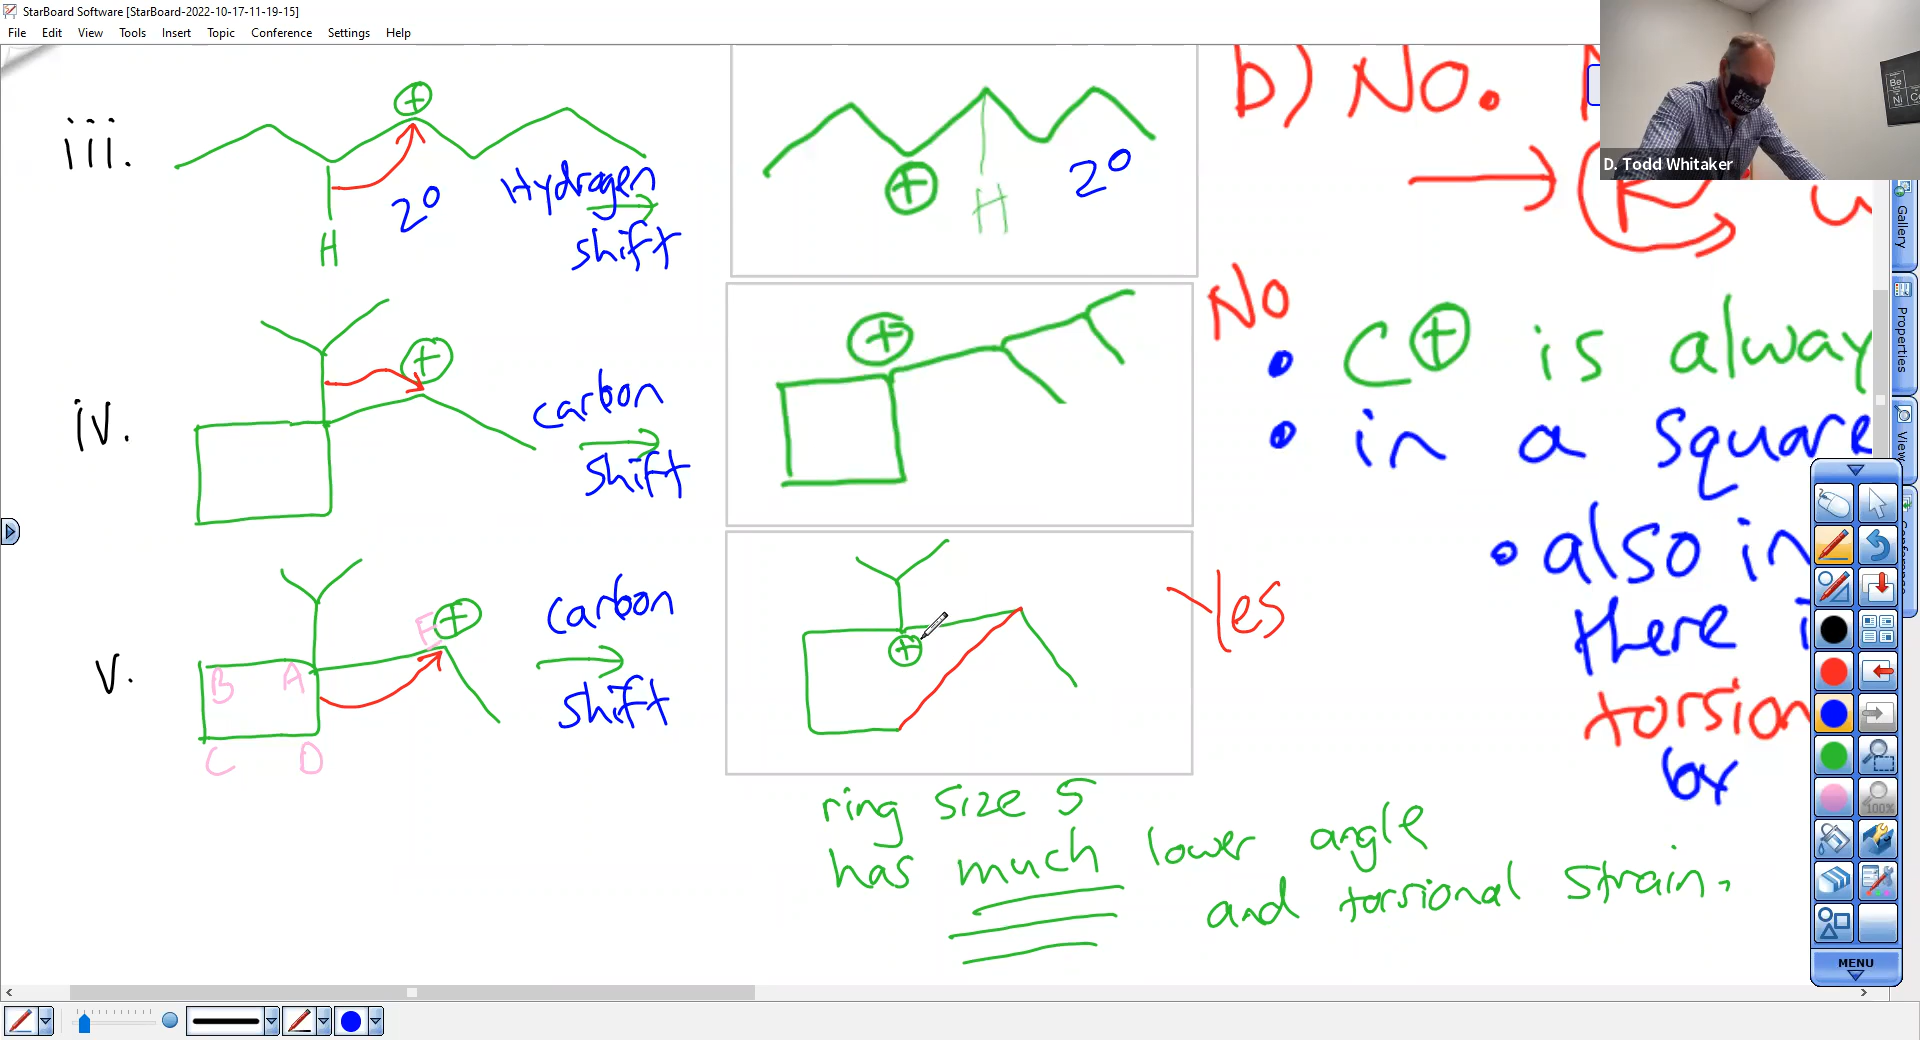 StarBoard Software [StarBoard-2022-10-17-11-19-15]
File Edit View Tools Insert Topic Conference Settings Help
D. Todd Whitaker
b) No.
iii.
+
H
2°
Hydrogen
shift
+
H
2°
No
iv.
+
carbon
shift
+
C+ is alway
in a square
also in
there i
torsion
by
v.
A
B
C
D
E
+
carbon
shift
+
Yes
ring size 5
has much lower angle
and torsional strain.
Gallery
Properties
View
Conference
100%
MENU